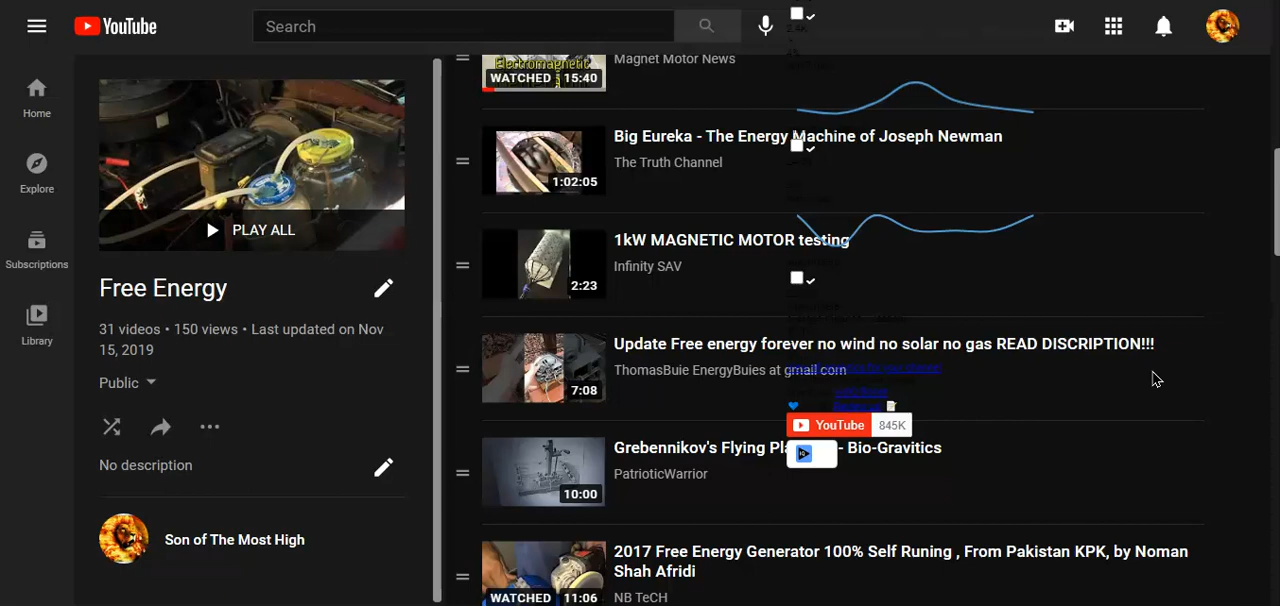 YouTube
Search
Home
Explore
Subscriptions
Library
PLAY ALL
Free Energy
31 videos • 150 views • Last updated on Nov
15, 2019
Public
No description
Son of The Most High
Electromagnetic
WATCHED 15:40
Magnet Motor News
1:02:05
Big Eureka - The Energy Machine of Joseph Newman
The Truth Channel
2:23
1kW MAGNETIC MOTOR testing
Infinity SAV
7:08
Update Free energy forever no wind no solar no gas READ DISCRIPTION!!!
ThomasBuie EnergyBuies at gmail com
YouTube 845K
10:00
Grebennikov's Flying Pla - Bio-Gravitics
PatrioticWarrior
WATCHED 11:06
2017 Free Energy Generator 100% Self Runing , From Pakistan KPK, by Noman
Shah Afridi
NB TeCH